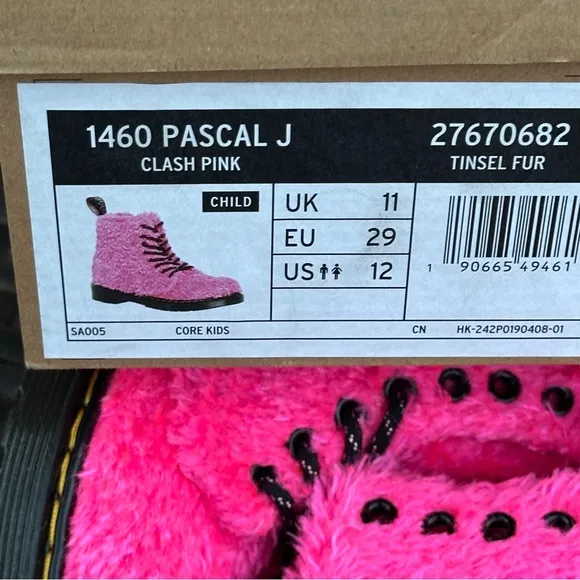 1460 PASCAL J 27670682
CLASH PINK TINSEL FUR
CHILD
UK 11
EU 29
US 12
1 90665 49461
SA005 CORE KIDS CN HK-242P0190408-01